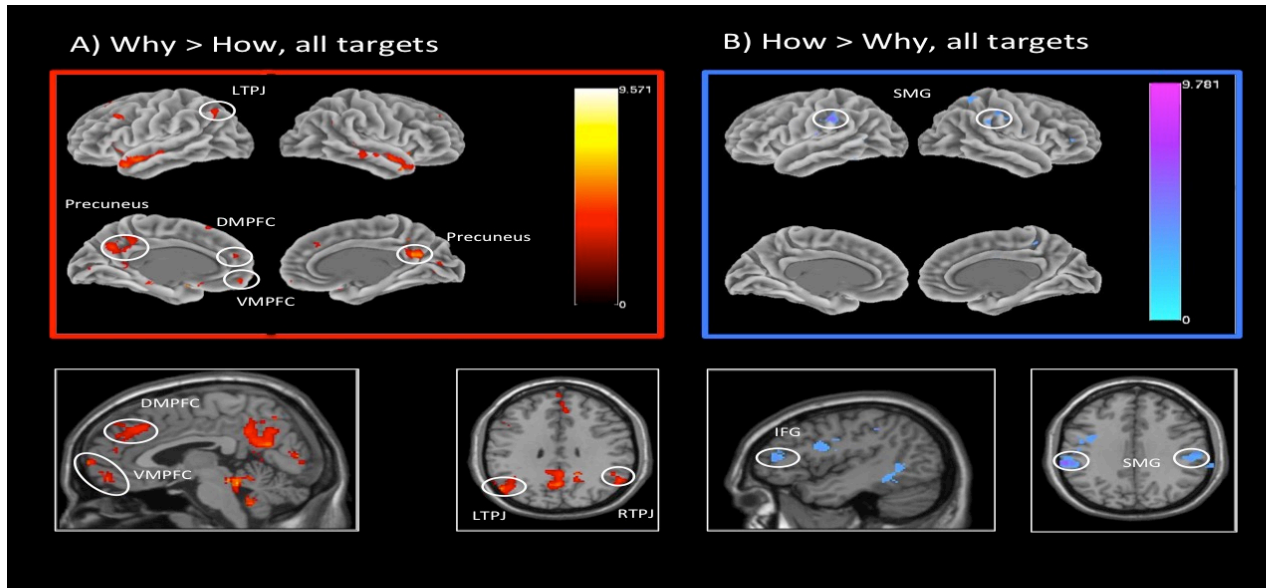 A) Why > How, all targets
B) How > Why, all targets
LTPJ
9.571
Precuneus
DMPFC
Precuneus
VMPFC
0
SMG
9.781
0
DMPFC
VMPFC
LTPJ
RTPJ
IFG
SMG